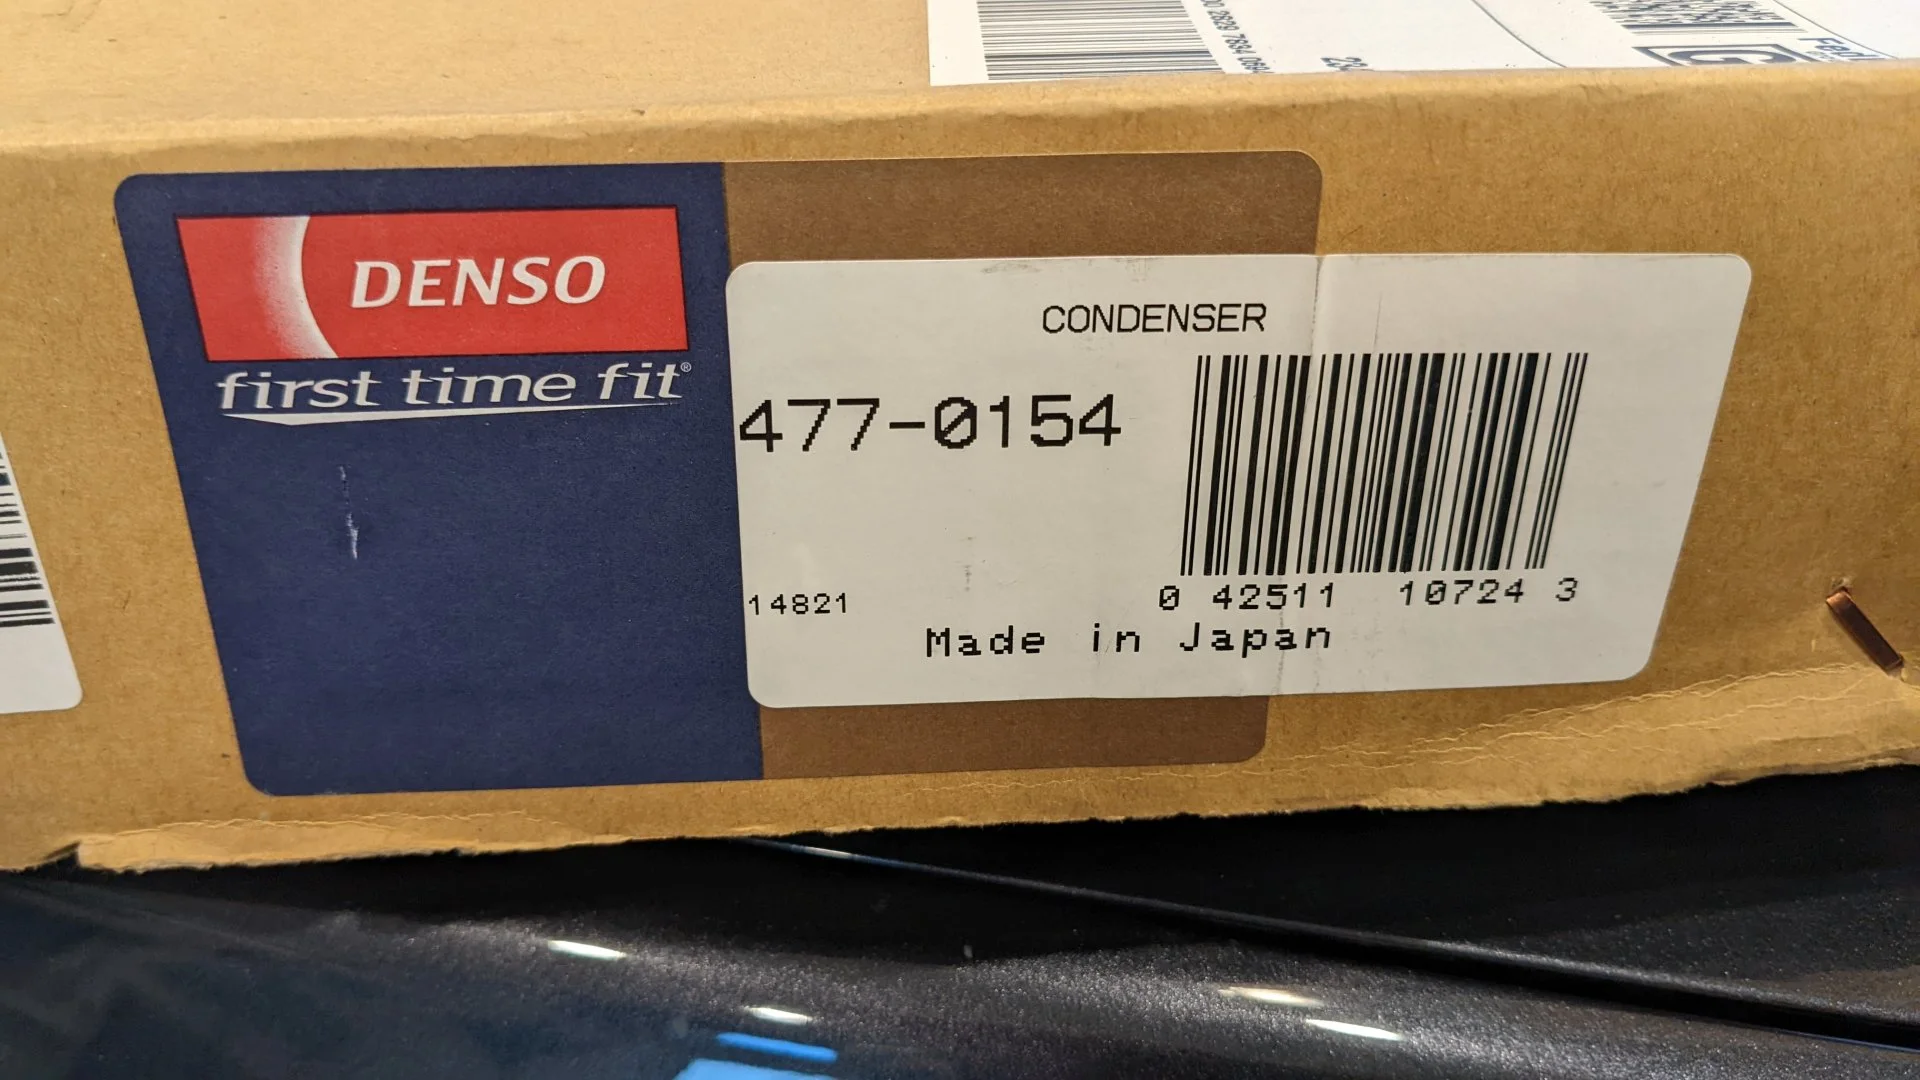 DENSO
first time fit®
CONDENSER
477-0154
14821
0 42511 10724 3
Made in Japan